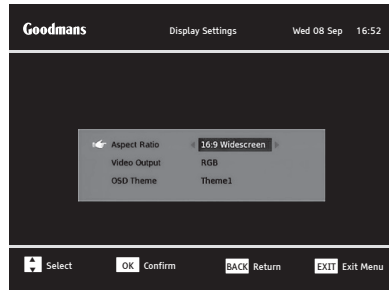 Goodmans Display Settings Wed 08 Sep 16:52
Aspect Ratio 16:9 Widescreen
Video Output RGB
OSD Theme Theme1
Select OK Confirm BACK Return EXIT Exit Menu